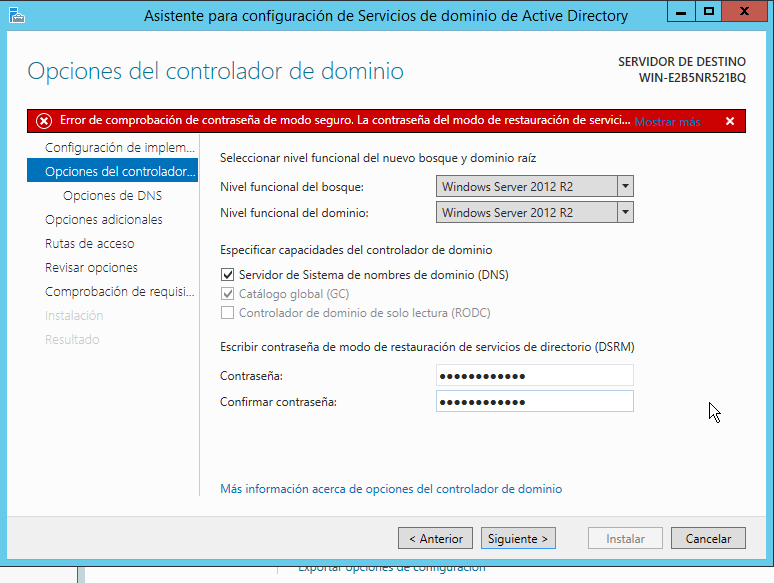 Asistente para configuración de Servicios de dominio de Active Directory
Opciones del controlador de dominio
SERVIDOR DE DESTINO
WIN-E2B5NR521BQ
Error de comprobación de contraseña de modo seguro. La contraseña del modo de restauración de servici... Mostrar más
Configuración de implem...
Opciones del controlador...
Opciones de DNS
Opciones adicionales
Rutas de acceso
Revisar opciones
Comprobación de requisi...
Instalación
Resultado
Seleccionar nivel funcional del nuevo bosque y dominio raíz
Nivel funcional del bosque: Windows Server 2012 R2
Nivel funcional del dominio: Windows Server 2012 R2
Especificar capacidades del controlador de dominio
Servidor de Sistema de nombres de dominio (DNS)
Catálogo global (GC)
Controlador de dominio de solo lectura (RODC)
Escribir contraseña de modo de restauración de servicios de directorio (DSRM)
Contraseña: ●●●●●●●●●●●●
Confirmar contraseña: ●●●●●●●●●●●●
Más información acerca de opciones del controlador de dominio
< Anterior Siguiente > Instalar Cancelar
Exportar opciones de configuración